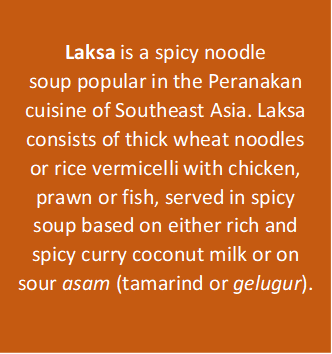 Laksa is a spicy noodle
soup popular in the Peranakan
cuisine of Southeast Asia. Laksa
consists of thick wheat noodles
or rice vermicelli with chicken,
prawn or fish, served in spicy
soup based on either rich and
spicy curry coconut milk or on
sour asam (tamarind or gelugur).